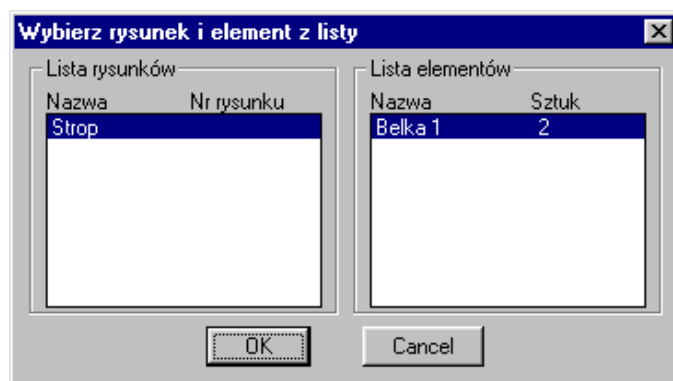 Wybierz rysunek i element z listy
Lista rysunków
Nazwa Nr rysunku
Strop
Lista elementów
Nazwa Sztuk
Belka 1 2
OK Cancel